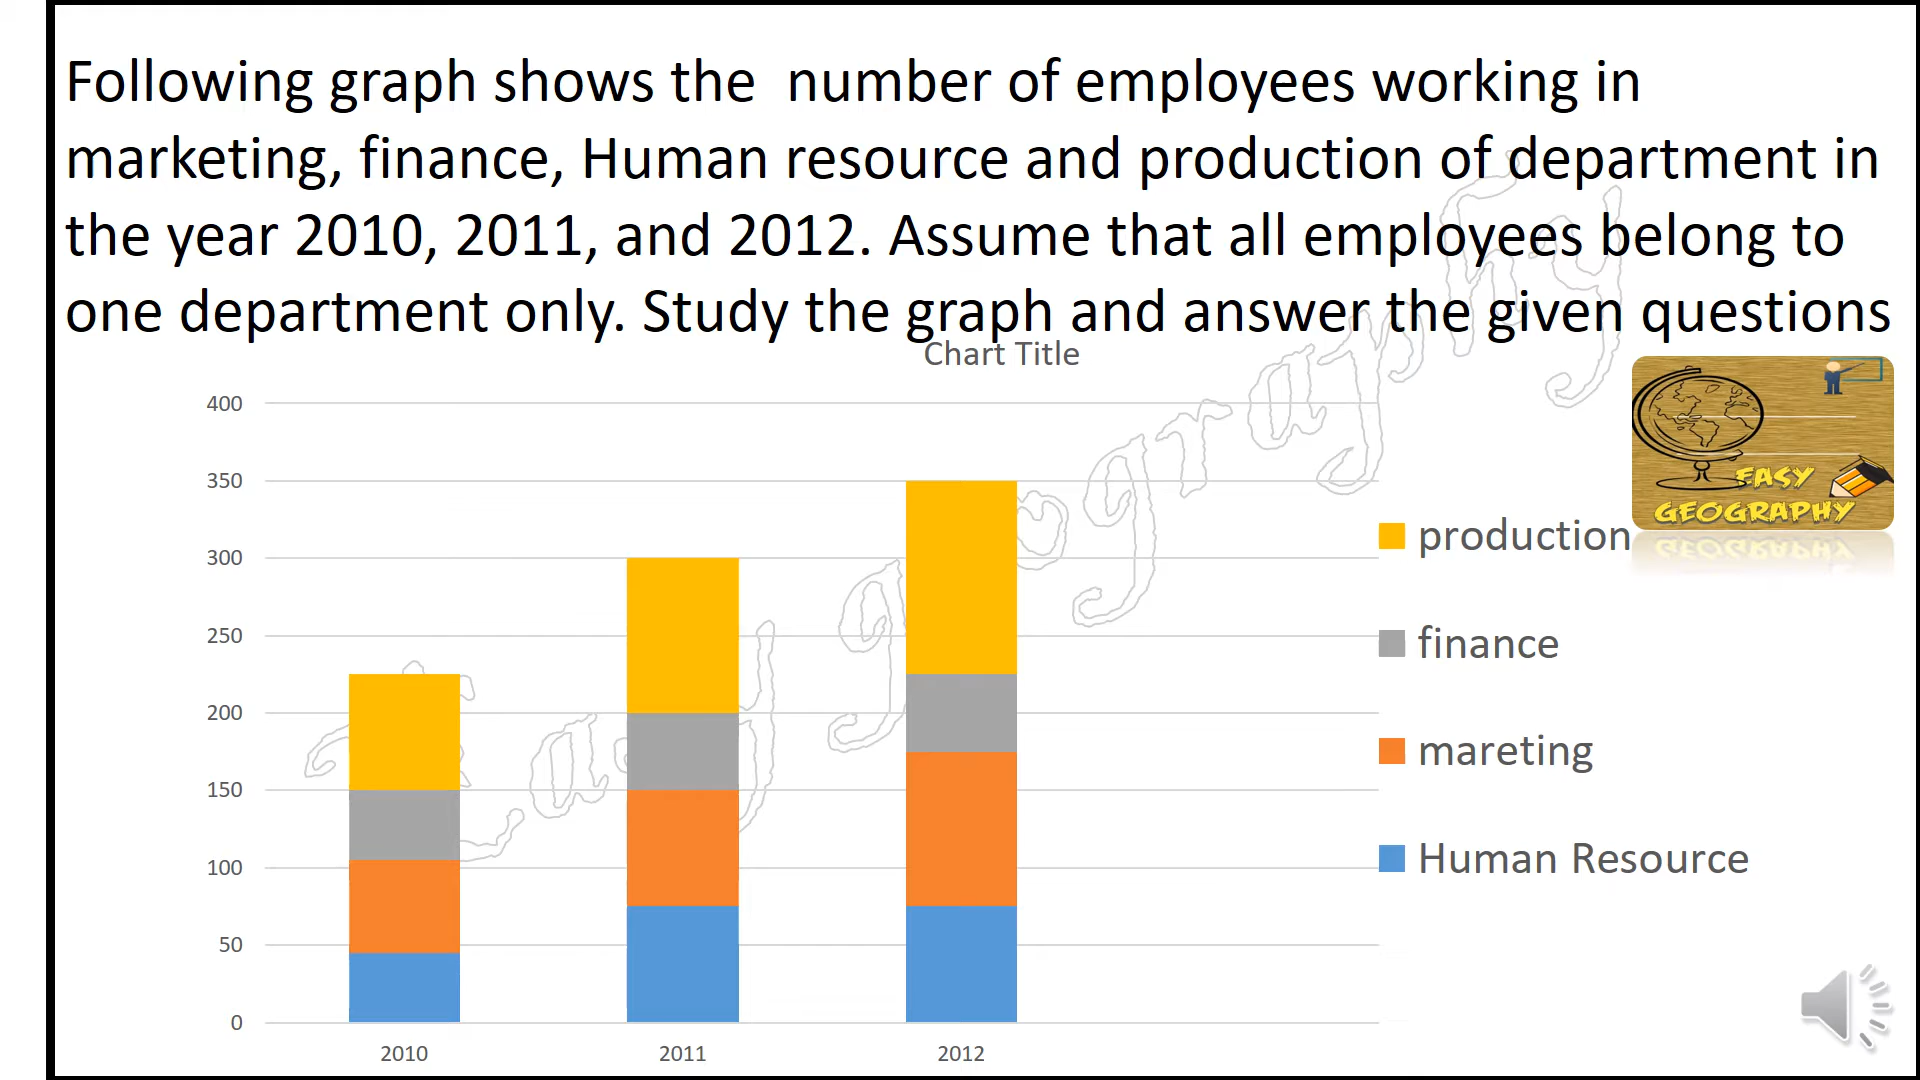 Following graph shows the number of employees working in
marketing, finance, Human resource and production of department in
the year 2010, 2011, and 2012. Assume that all employees belong to
one department only. Study the graph and answer the given questions
Chart Title
400
350
300
250
200
150
100
50
0
2010 2011 2012
production
finance
mareting
Human Resource
EASY
GEOGRAPHY
Easy geography